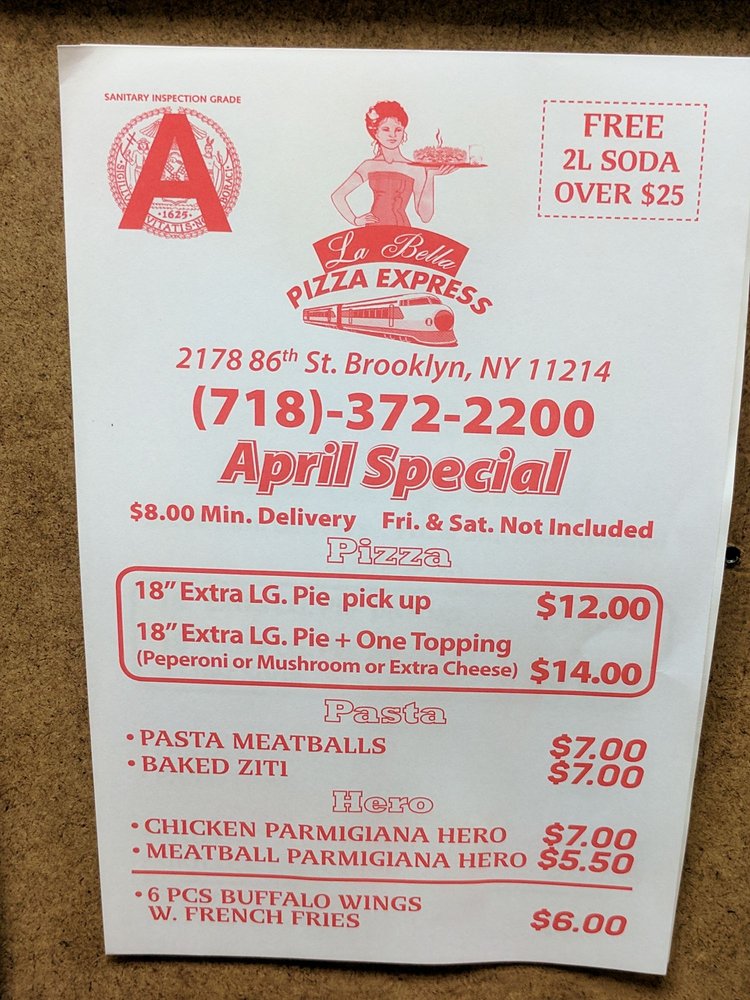 SANITARY INSPECTION GRADE
A
1625
FREE
2L SODA
OVER $25
La Bella
PIZZA EXPRESS
2178 86th St. Brooklyn, NY 11214
(718)-372-2200
April Special
$8.00 Min. Delivery Fri. & Sat. Not Included
Pizza
18" Extra LG. Pie pick up $12.00
18" Extra LG. Pie + One Topping
(Peperoni or Mushroom or Extra Cheese) $14.00
Pasta
• PASTA MEATBALLS $7.00
• BAKED ZITI $7.00
Hero
• CHICKEN PARMIGIANA HERO $7.00
• MEATBALL PARMIGIANA HERO $5.50
• 6 PCS BUFFALO WINGS
W. FRENCH FRIES $6.00